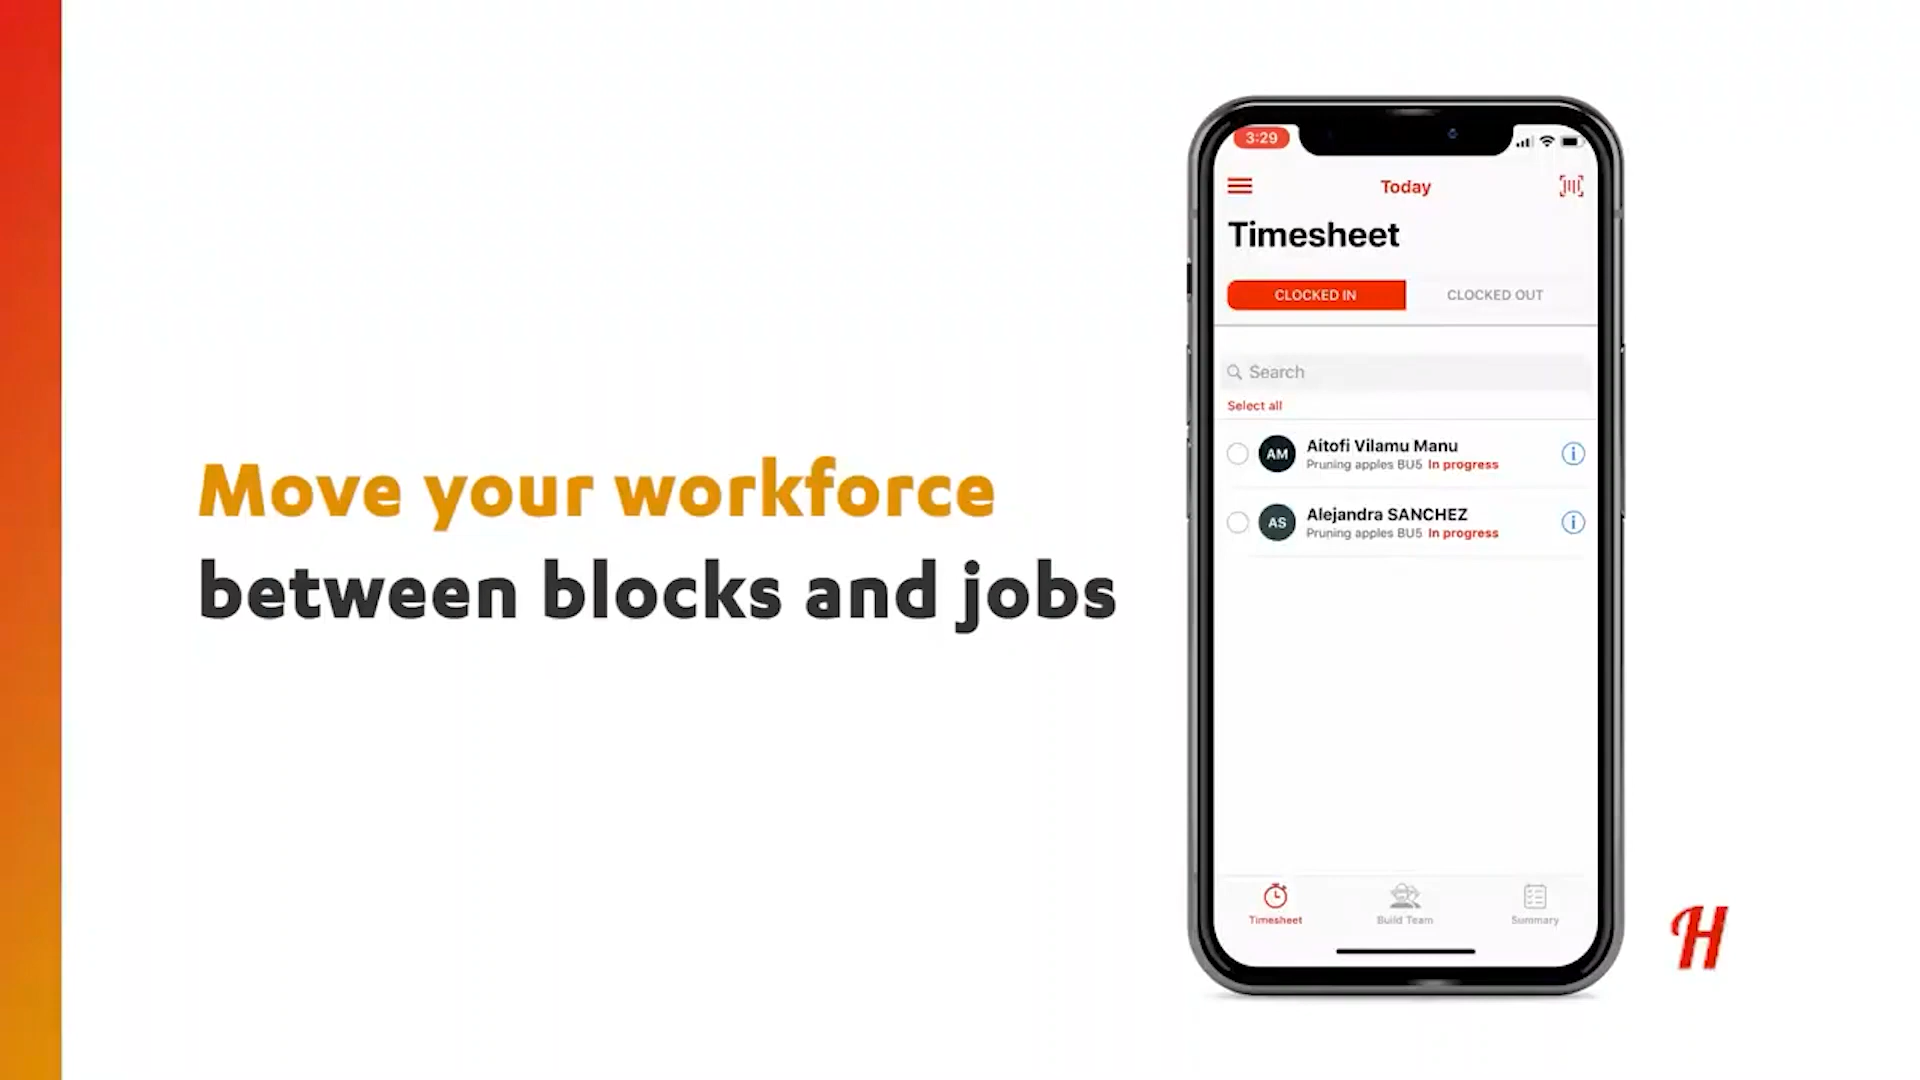 Move your workforce
between blocks and jobs
3:29
Today
Timesheet
CLOCKED IN
CLOCKED OUT
Search
Select all
AM
Aitofi Vilamu Manu
Pruning apples BU5 In progress
AS
Alejandra SANCHEZ
Pruning apples BU5 In progress
Timesheet
Build Team
Summary
H